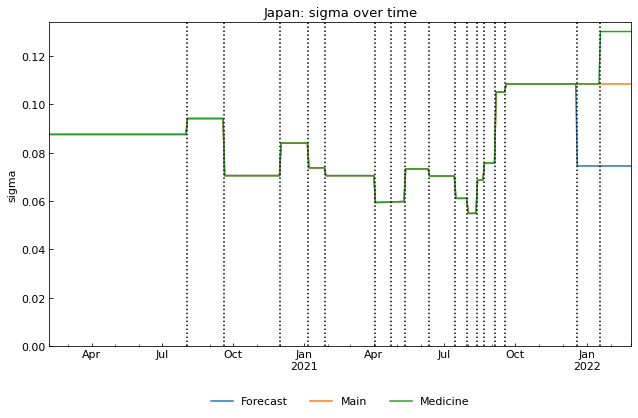 Japan: sigma over time
0.12
0.10
0.08
0.06
0.04
0.02
0.00
sigma
Apr Jul Oct Jan Apr Jul Oct Jan
2021 2022
Forecast Main Medicine